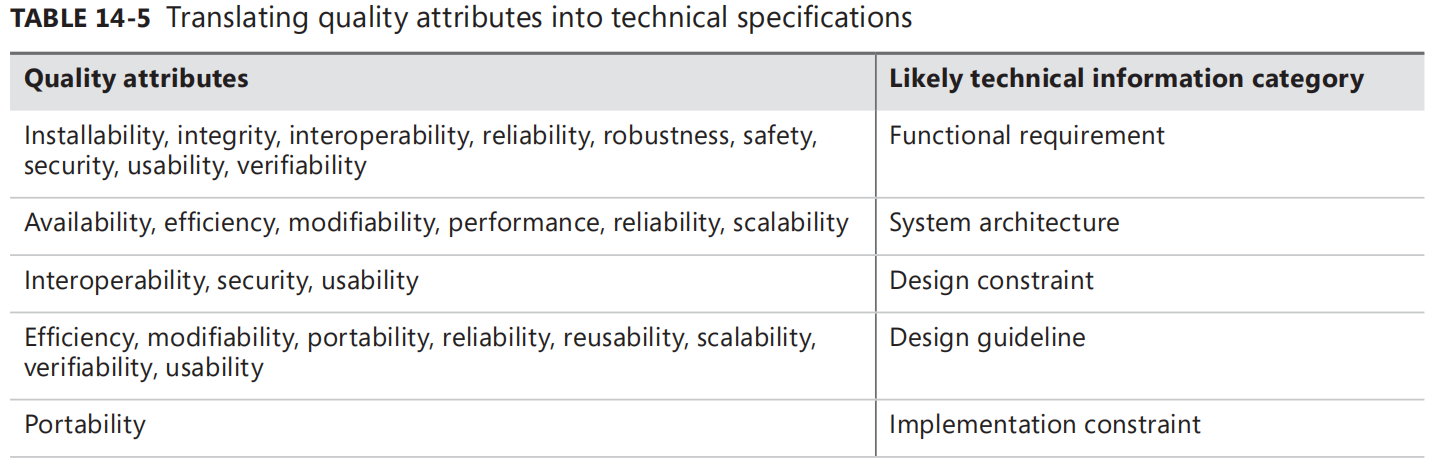 TABLE 14-5 Translating quality attributes into technical specifications
Quality attributes Likely technical information category
Installability, integrity, interoperability, reliability, robustness, safety, Functional requirement
security, usability, verifiability
Availability, efficiency, modifiability, performance, reliability, scalability System architecture
Interoperability, security, usability Design constraint
Efficiency, modifiability, portability, reliability, reusability, scalability, Design guideline
verifiability, usability
Portability Implementation constraint